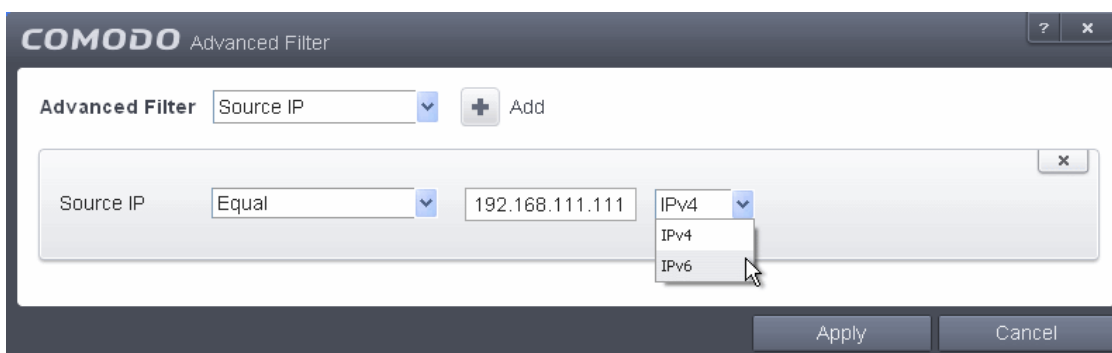 COMODO Advanced Filter ? x
Advanced Filter Source IP + Add
x
Source IP Equal 192.168.111.111 IPv4
IPv4
IPv6
Apply Cancel